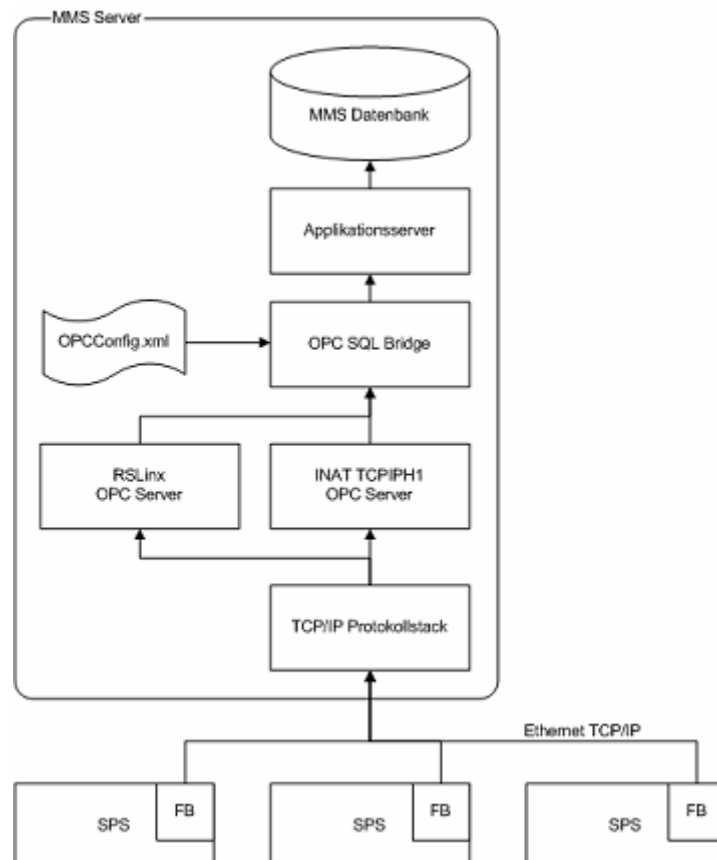 MMS Server
MMS Datenbank
Applikationsserver
OPCConfig.xml
OPC SQL Bridge
RSLinx
OPC Server
INAT TCPIPH1
OPC Server
TCP/IP Protokollstack
Ethernet TCP/IP
SPS
FB
SPS
FB
SPS
FB